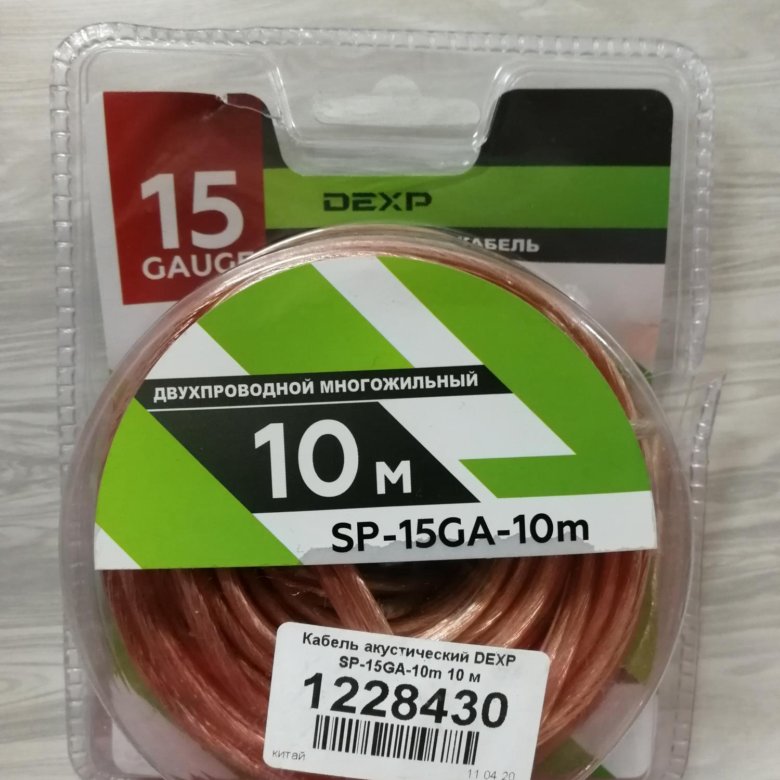 15
GAUGE
DEXP
КАБЕЛЬ
ДВУХПРОВОДНОЙ МНОГОЖИЛЬНЫЙ
10 м
SP-15GA-10m
Кабель акустический DEXP
SP-15GA-10m 10 м
1228430
китай
11.04.20